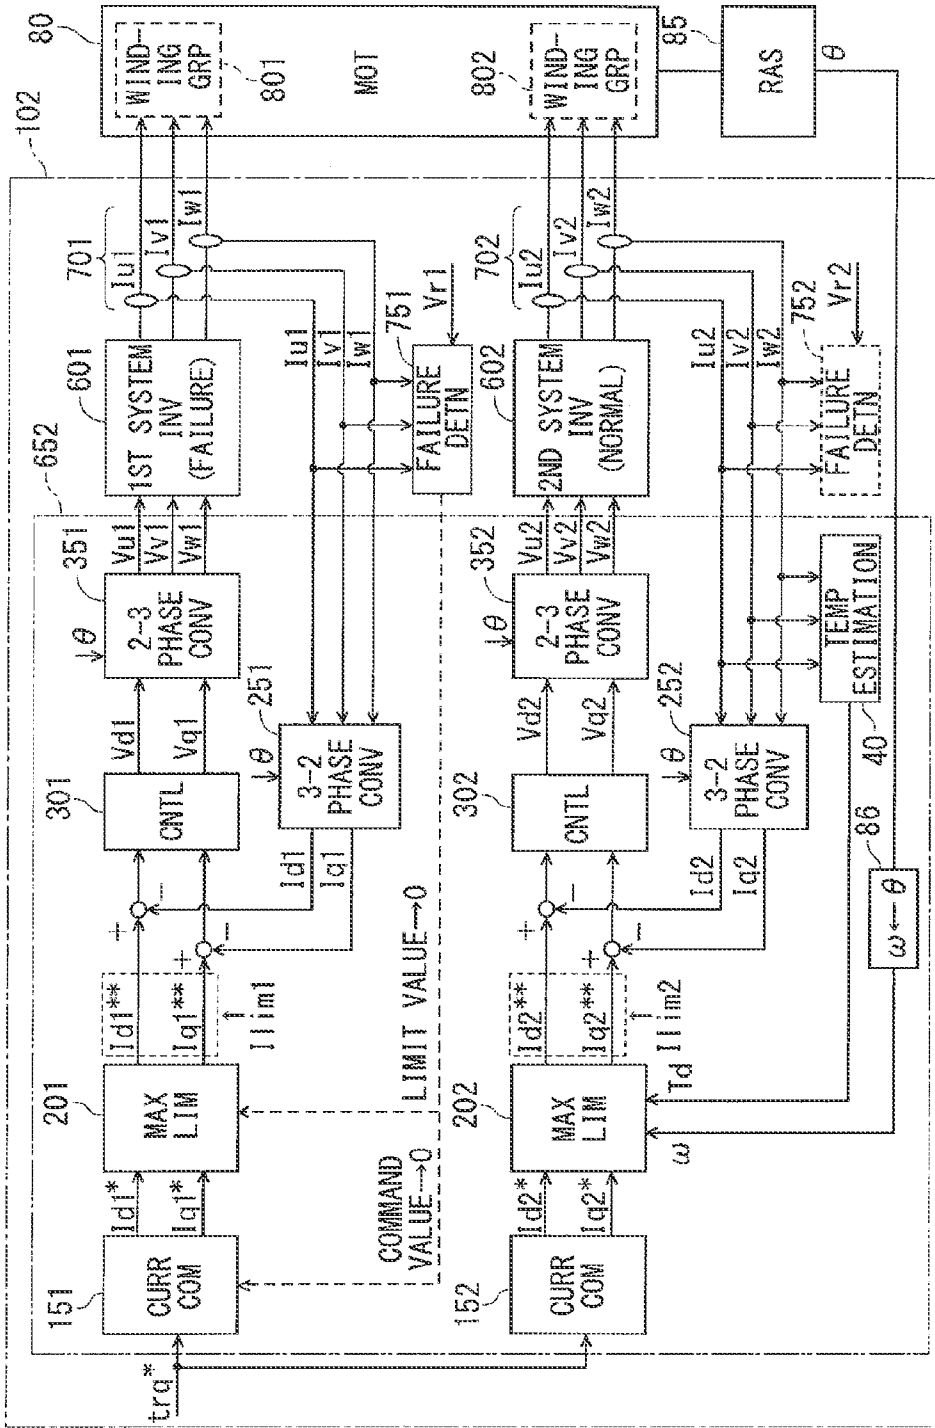 102
652
trq*
151
CURR
COM
Id1*
Iq1*
201
MAX
LIM
Id1**
Iq1**
Ilim1
+
−
+
−
301
CNTL
Vd1
Vq1
351
θ
2-3
PHASE
CONV
Vu1
Vv1
Vw1
601
1ST SYSTEM
INV
(FAILURE)
701
Iu1
Iv1
Iw1
80
WIND-
ING
GRP
801
MOT
251
θ
3-2
PHASE
CONV
Id1
Iq1
Iu1
Iv1
Iw1
751
FAILURE
DETN
Vr1
COMMAND
VALUE→0
LIMIT VALUE→0
152
CURR
COM
Id2*
Iq2*
202
MAX
LIM
Id2**
Iq2**
Ilim2
+
−
+
−
302
CNTL
Vd2
Vq2
352
θ
2-3
PHASE
CONV
Vu2
Vv2
Vw2
602
2ND SYSTEM
INV
(NORMAL)
702
Iu2
Iv2
Iw2
802
WIND-
ING
GRP
252
θ
3-2
PHASE
CONV
Id2
Iq2
Iu2
Iv2
Iw2
752
FAILURE
DETN
Vr2
TEMP
ESTIMATION
40
Td
ω
86
ω←θ
85
RAS
θ